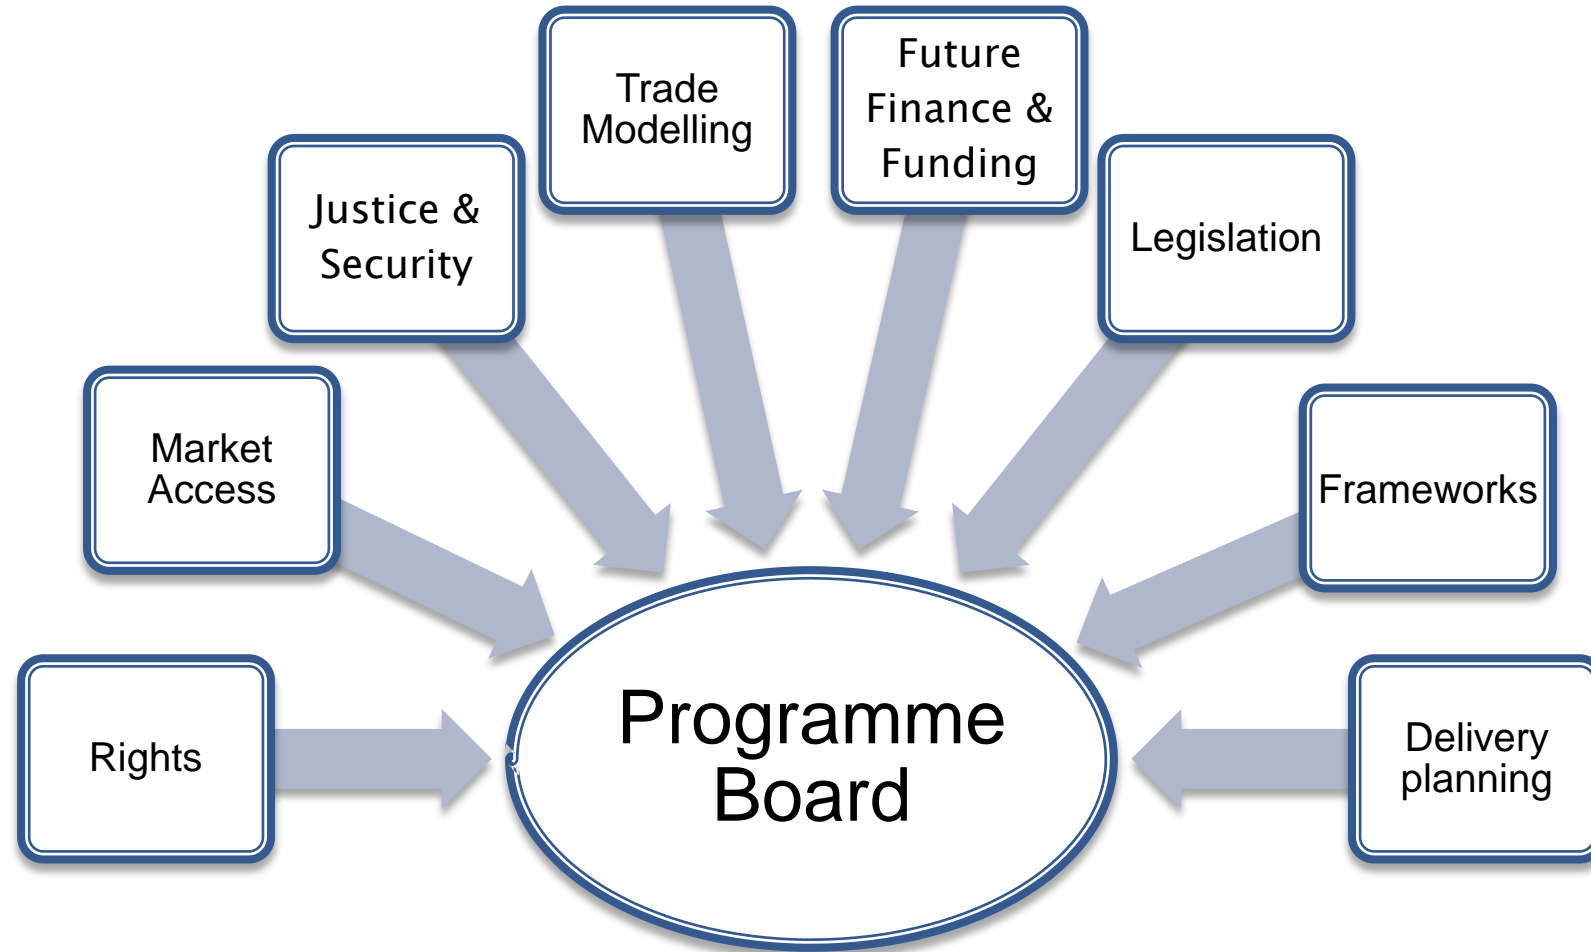 Trade
Modelling
Future
Finance &
Funding
Justice &
Security
Legislation
Market
Access
Frameworks
Rights
Programme
Board
Delivery
planning